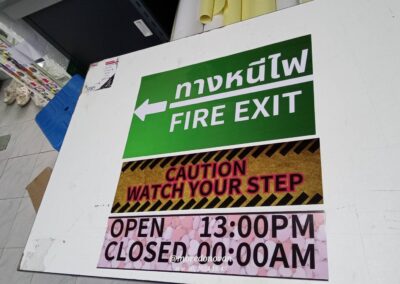 ทางหนีไฟ
FIRE EXIT
CAUTION
WATCH YOUR STEP
OPEN 13:00PM
CLOSED 00:00AM